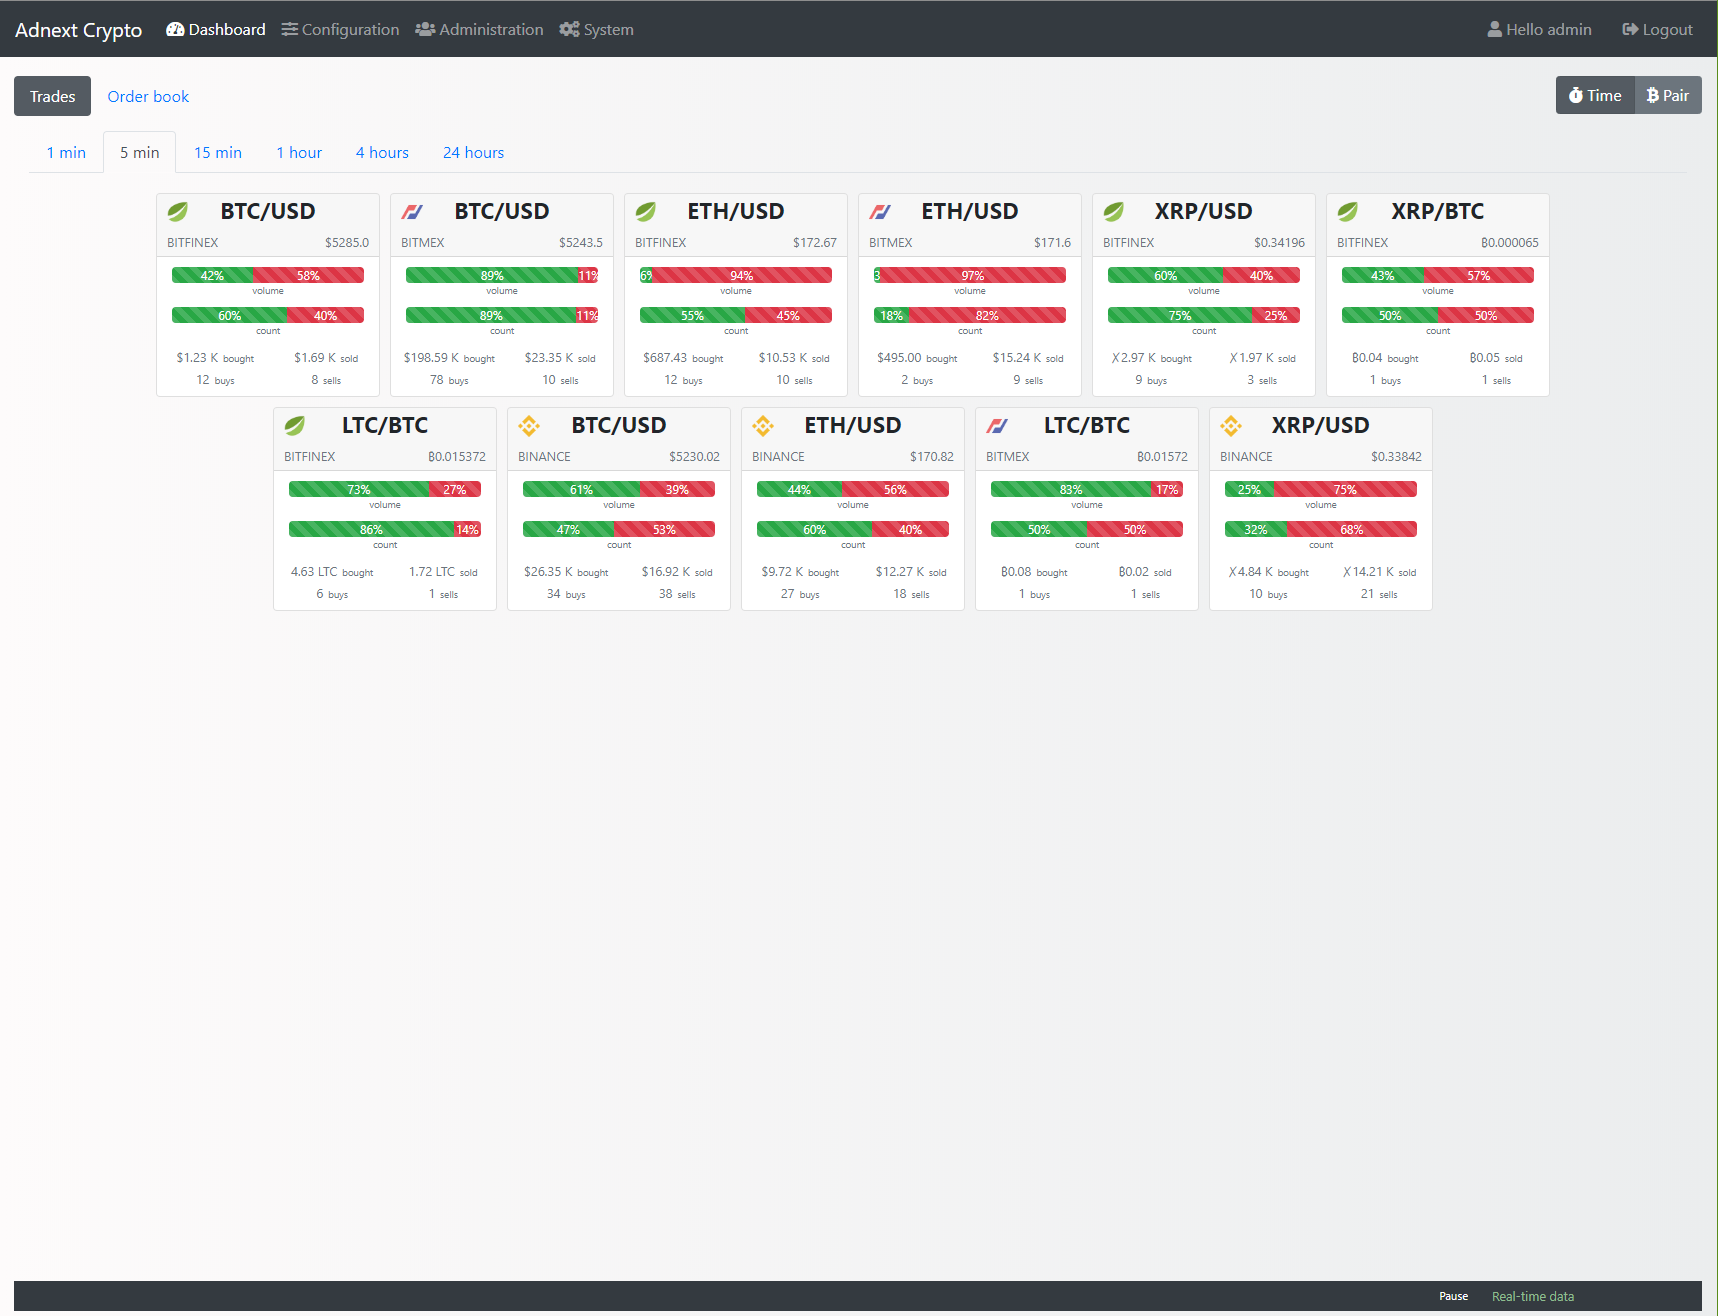 Adnext Crypto Dashboard Configuration Administration System Hello admin Logout
Trades Order book Time Pair
1 min 5 min 15 min 1 hour 4 hours 24 hours
BTC/USD BTC/USD ETH/USD ETH/USD XRP/USD XRP/BTC
BITFINEX $5285.0 BITMEX $5243.5 BITFINEX $172.67 BITMEX $171.6 BITFINEX $0.34196 BITFINEX ฿0.000065
42% 58% 89% 11% 6% 94% 3 97% 60% 40% 43% 57%
volume volume volume volume volume volume
60% 40% 89% 11% 55% 45% 18% 82% 75% 25% 50% 50%
count count count count count count
$1.23 K bought $1.69 K sold $198.59 K bought $23.35 K sold $687.43 bought $10.53 K sold $495.00 bought $15.24 K sold X2.97 K bought X1.97 K sold ฿0.04 bought ฿0.05 sold
12 buys 8 sells 78 buys 10 sells 12 buys 10 sells 2 buys 9 sells 9 buys 3 sells 1 buys 1 sells
LTC/BTC BTC/USD ETH/USD LTC/BTC XRP/USD
BITFINEX ฿0.015372 BINANCE $5230.02 BINANCE $170.82 BITMEX ฿0.01572 BINANCE $0.33842
73% 27% 61% 39% 44% 56% 83% 17% 25% 75%
volume volume volume volume volume
86% 14% 47% 53% 60% 40% 50% 50% 32% 68%
count count count count count
4.63 LTC bought 1.72 LTC sold $26.35 K bought $16.92 K sold $9.72 K bought $12.27 K sold ฿0.08 bought ฿0.02 sold X4.84 K bought X14.21 K sold
6 buys 1 sells 34 buys 38 sells 27 buys 18 sells 1 buys 1 sells 10 buys 21 sells
Pause Real-time data